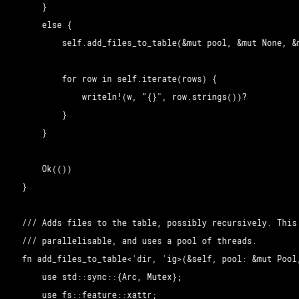 }
else {
self.add_files_to_table(&mut pool, &mut None, &m
for row in self.iterate(rows) {
writeln!(w, "{}", row.strings())?
}
}
Ok(())
}
/// Adds files to the table, possibly recursively. This
/// parallelisable, and uses a pool of threads.
fn add_files_to_table<'dir, 'ig>(&self, pool: &mut Pool,
use std::sync::{Arc, Mutex};
use fs::feature::xattr;